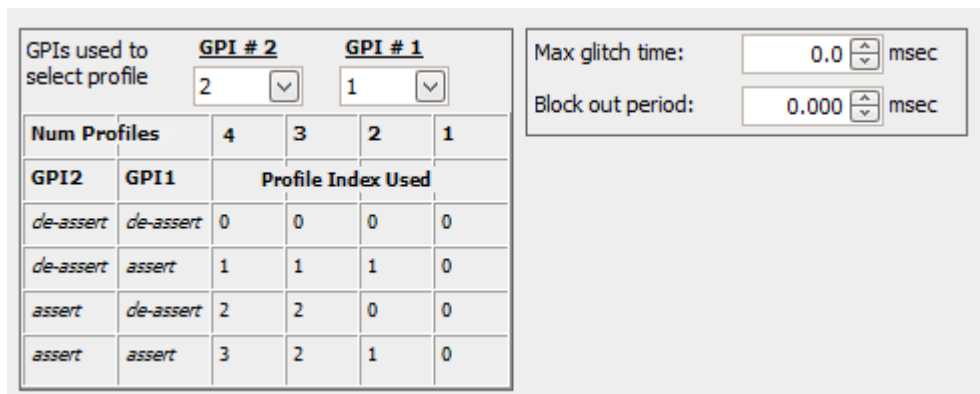 GPIs used to select profile
GPI # 2
GPI # 1
2
1
Num Profiles 4 3 2 1
GPI2 GPI1 Profile Index Used
de-assert de-assert 0 0 0 0
de-assert assert 1 1 1 0
assert de-assert 2 2 0 0
assert assert 3 2 1 0
Max glitch time: 0.0 msec
Block out period: 0.000 msec